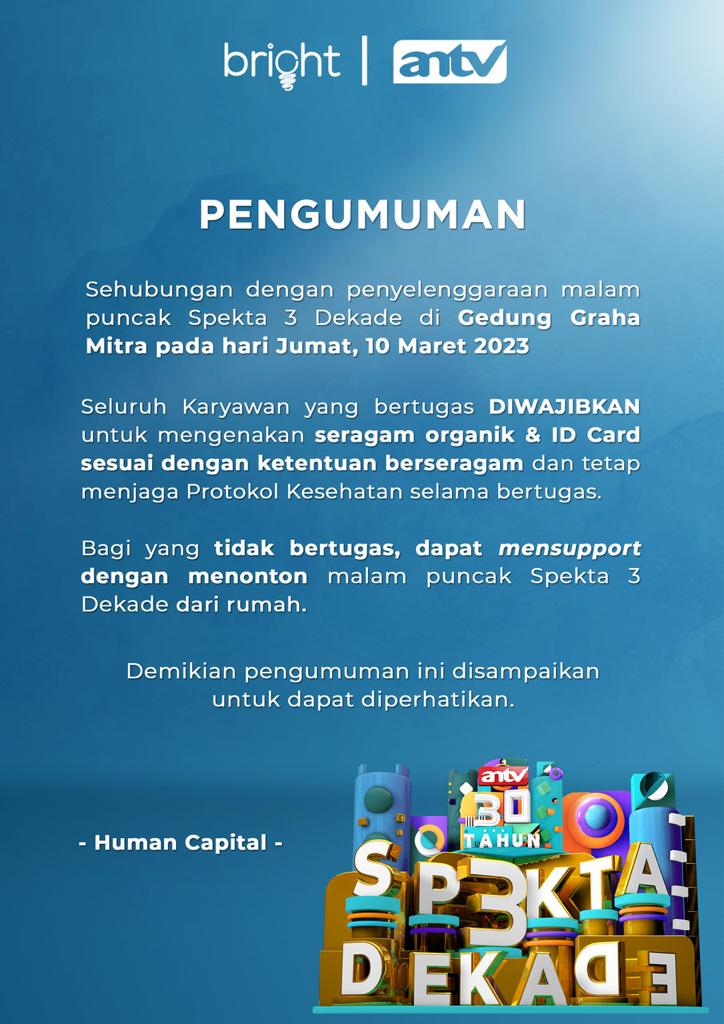 bright | antv
PENGUMUMAN
Sehubungan dengan penyelenggaraan malam
puncak Spekta 3 Dekade di Gedung Graha
Mitra pada hari Jumat, 10 Maret 2023
Seluruh Karyawan yang bertugas DIWAJIBKAN
untuk mengenakan seragam organik & ID Card
sesuai dengan ketentuan berseragam dan tetap
menjaga Protokol Kesehatan selama bertugas.
Bagi yang tidak bertugas, dapat mensupport
dengan menonton malam puncak Spekta 3
Dekade dari rumah.
Demikian pengumuman ini disampaikan
untuk dapat diperhatikan.
- Human Capital -
antv
30
TAHUN
SP3KTA
DEKADE